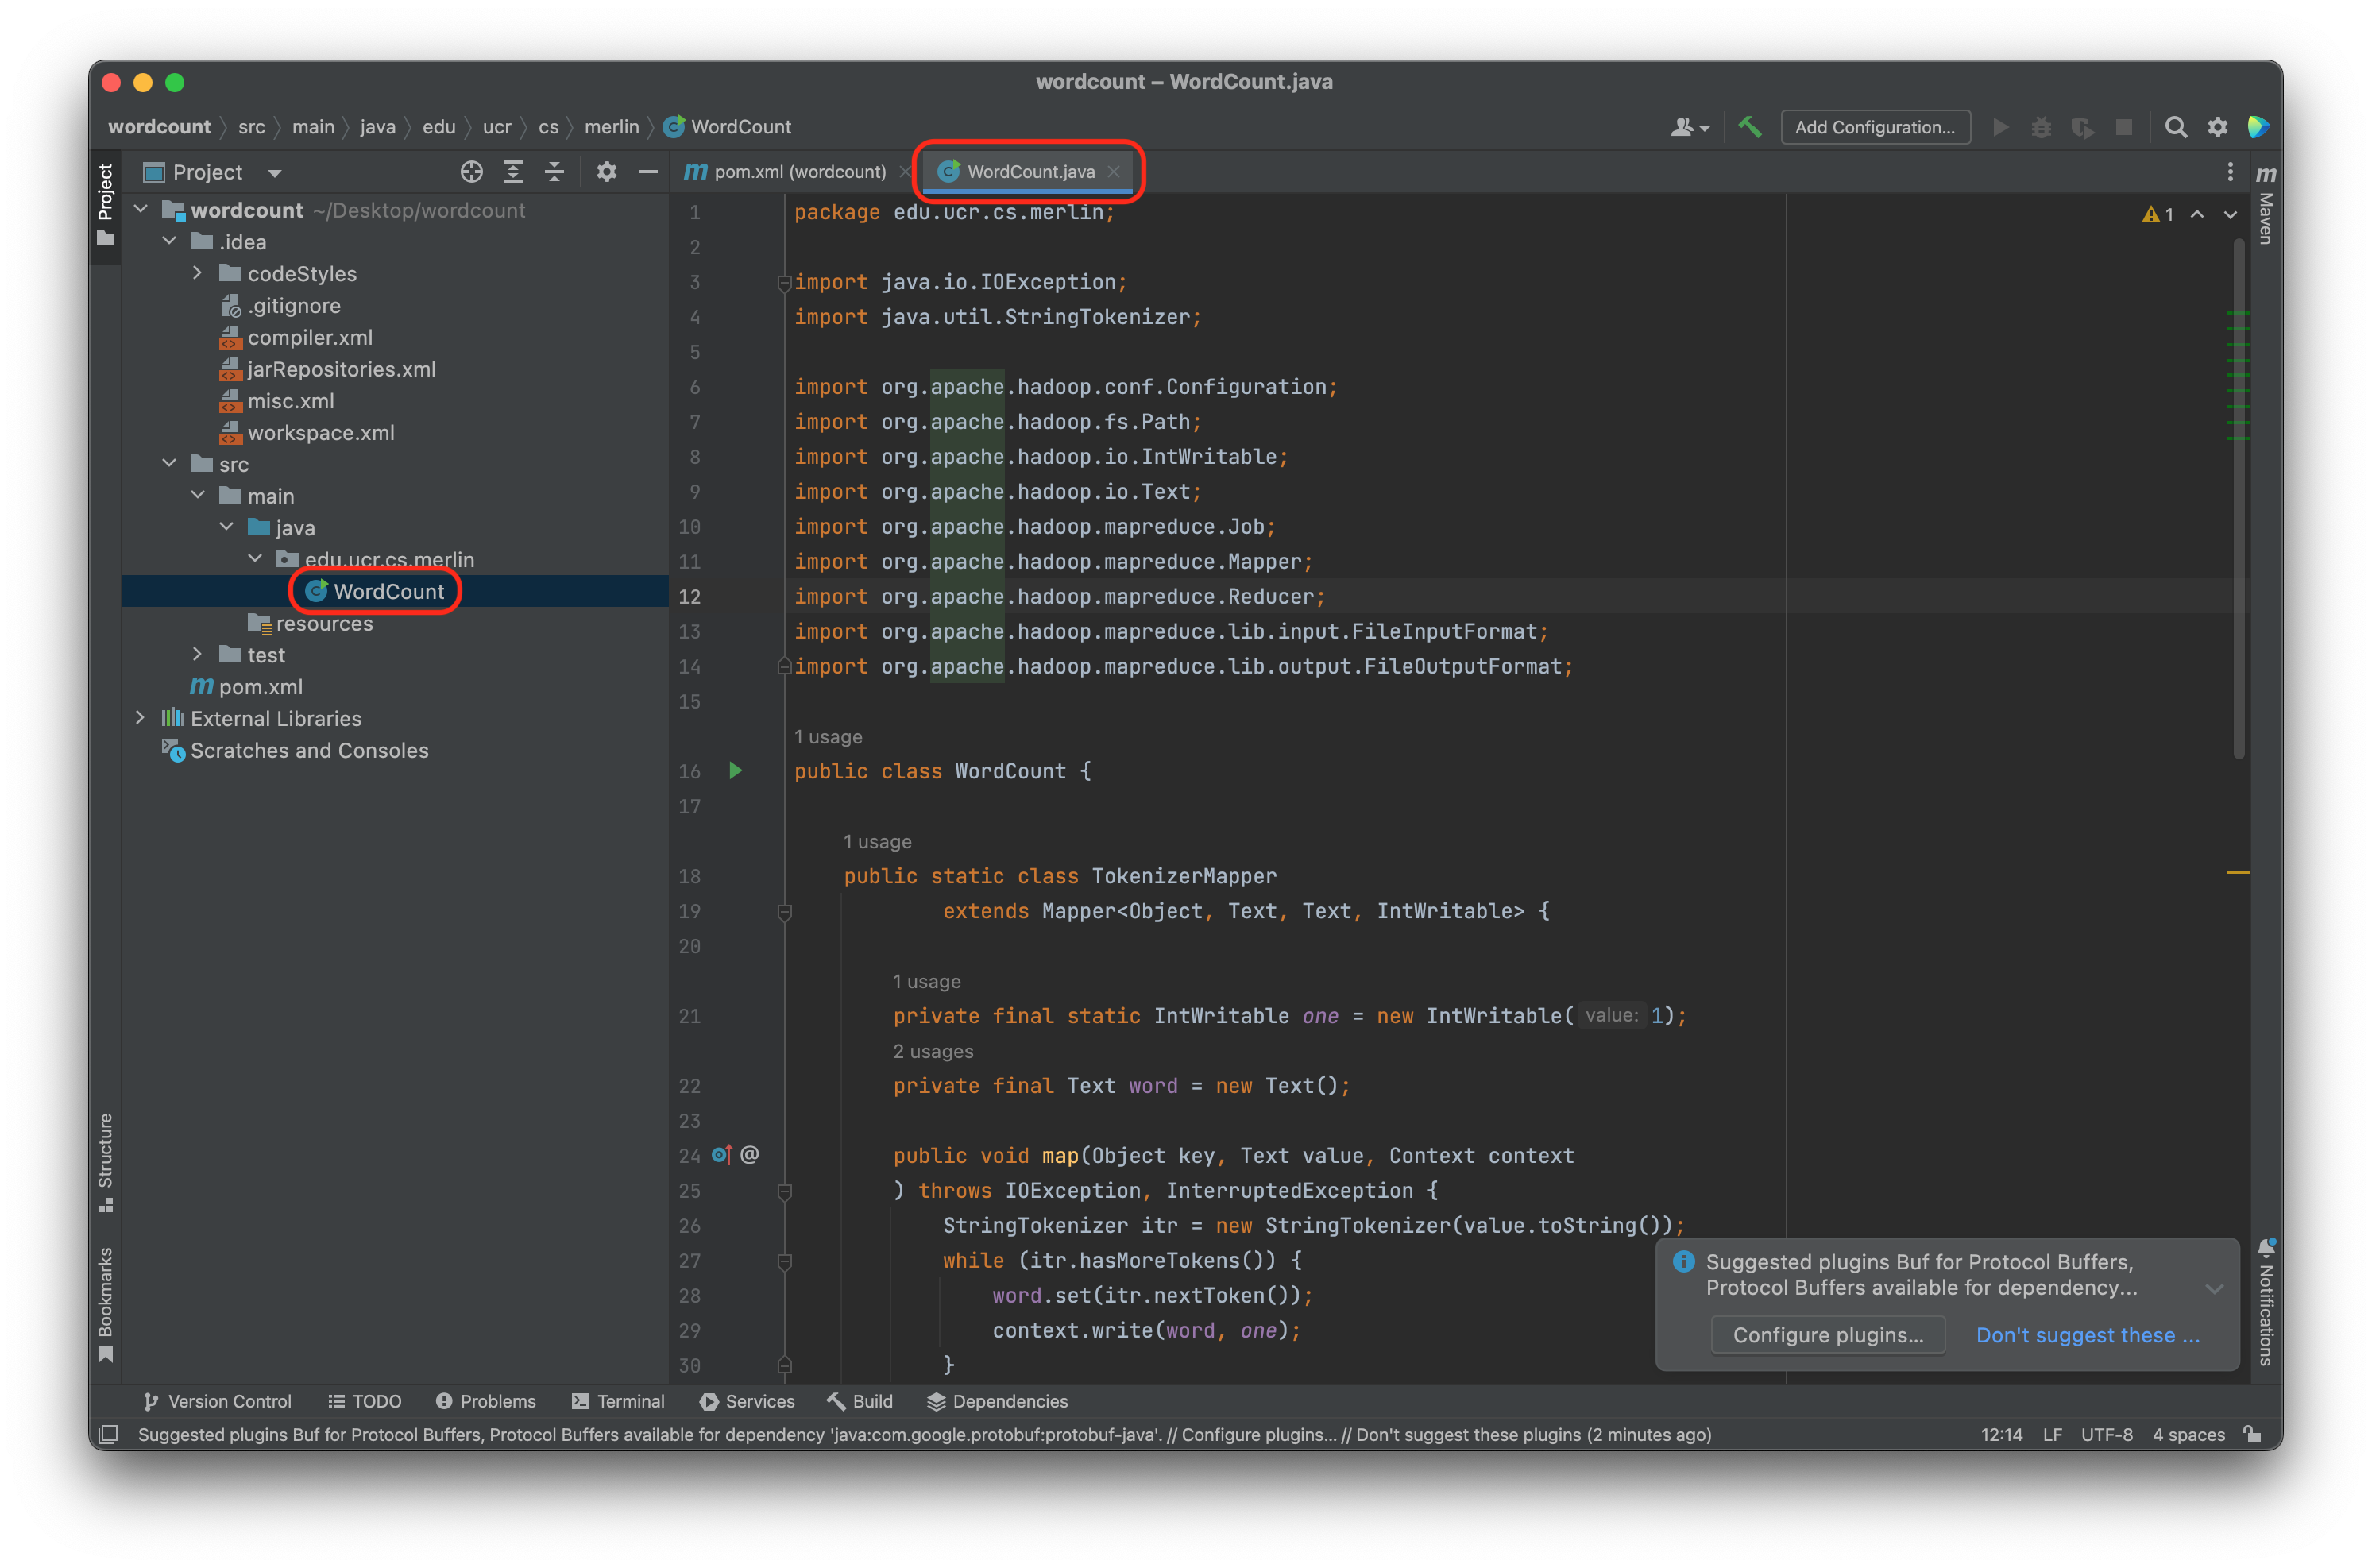 wordcount – WordCount.java
wordcount src main java edu ucr cs merlin WordCount
Add Configuration...
Project
Project
pom.xml (wordcount)
WordCount.java
Maven
wordcount ~/Desktop/wordcount
.idea
codeStyles
.gitignore
compiler.xml
jarRepositories.xml
misc.xml
workspace.xml
src
main
java
edu.ucr.cs.merlin
WordCount
resources
test
pom.xml
External Libraries
Scratches and Consoles
Structure
Bookmarks
1 package edu.ucr.cs.merlin;
1
2
3 import java.io.IOException;
4 import java.util.StringTokenizer;
5
6 import org.apache.hadoop.conf.Configuration;
7 import org.apache.hadoop.fs.Path;
8 import org.apache.hadoop.io.IntWritable;
9 import org.apache.hadoop.io.Text;
10 import org.apache.hadoop.mapreduce.Job;
11 import org.apache.hadoop.mapreduce.Mapper;
12 import org.apache.hadoop.mapreduce.Reducer;
13 import org.apache.hadoop.mapreduce.lib.input.FileInputFormat;
14 import org.apache.hadoop.mapreduce.lib.output.FileOutputFormat;
15
1 usage
16 public class WordCount {
17
1 usage
18 public static class TokenizerMapper
19 extends Mapper<Object, Text, Text, IntWritable> {
20
1 usage
21 private final static IntWritable one = new IntWritable( value: 1);
2 usages
22 private final Text word = new Text();
23
24 @ public void map(Object key, Text value, Context context
25 ) throws IOException, InterruptedException {
26 StringTokenizer itr = new StringTokenizer(value.toString());
27 while (itr.hasMoreTokens()) {
28 word.set(itr.nextToken());
29 context.write(word, one);
30 }
Suggested plugins Buf for Protocol Buffers,
Protocol Buffers available for dependency...
Configure plugins... Don't suggest these ...
Notifications
Version Control TODO Problems Terminal Services Build Dependencies
Suggested plugins Buf for Protocol Buffers, Protocol Buffers available for dependency 'java:com.google.protobuf:protobuf-java'. // Configure plugins... // Don't suggest these plugins (2 minutes ago) 12:14 LF UTF-8 4 spaces